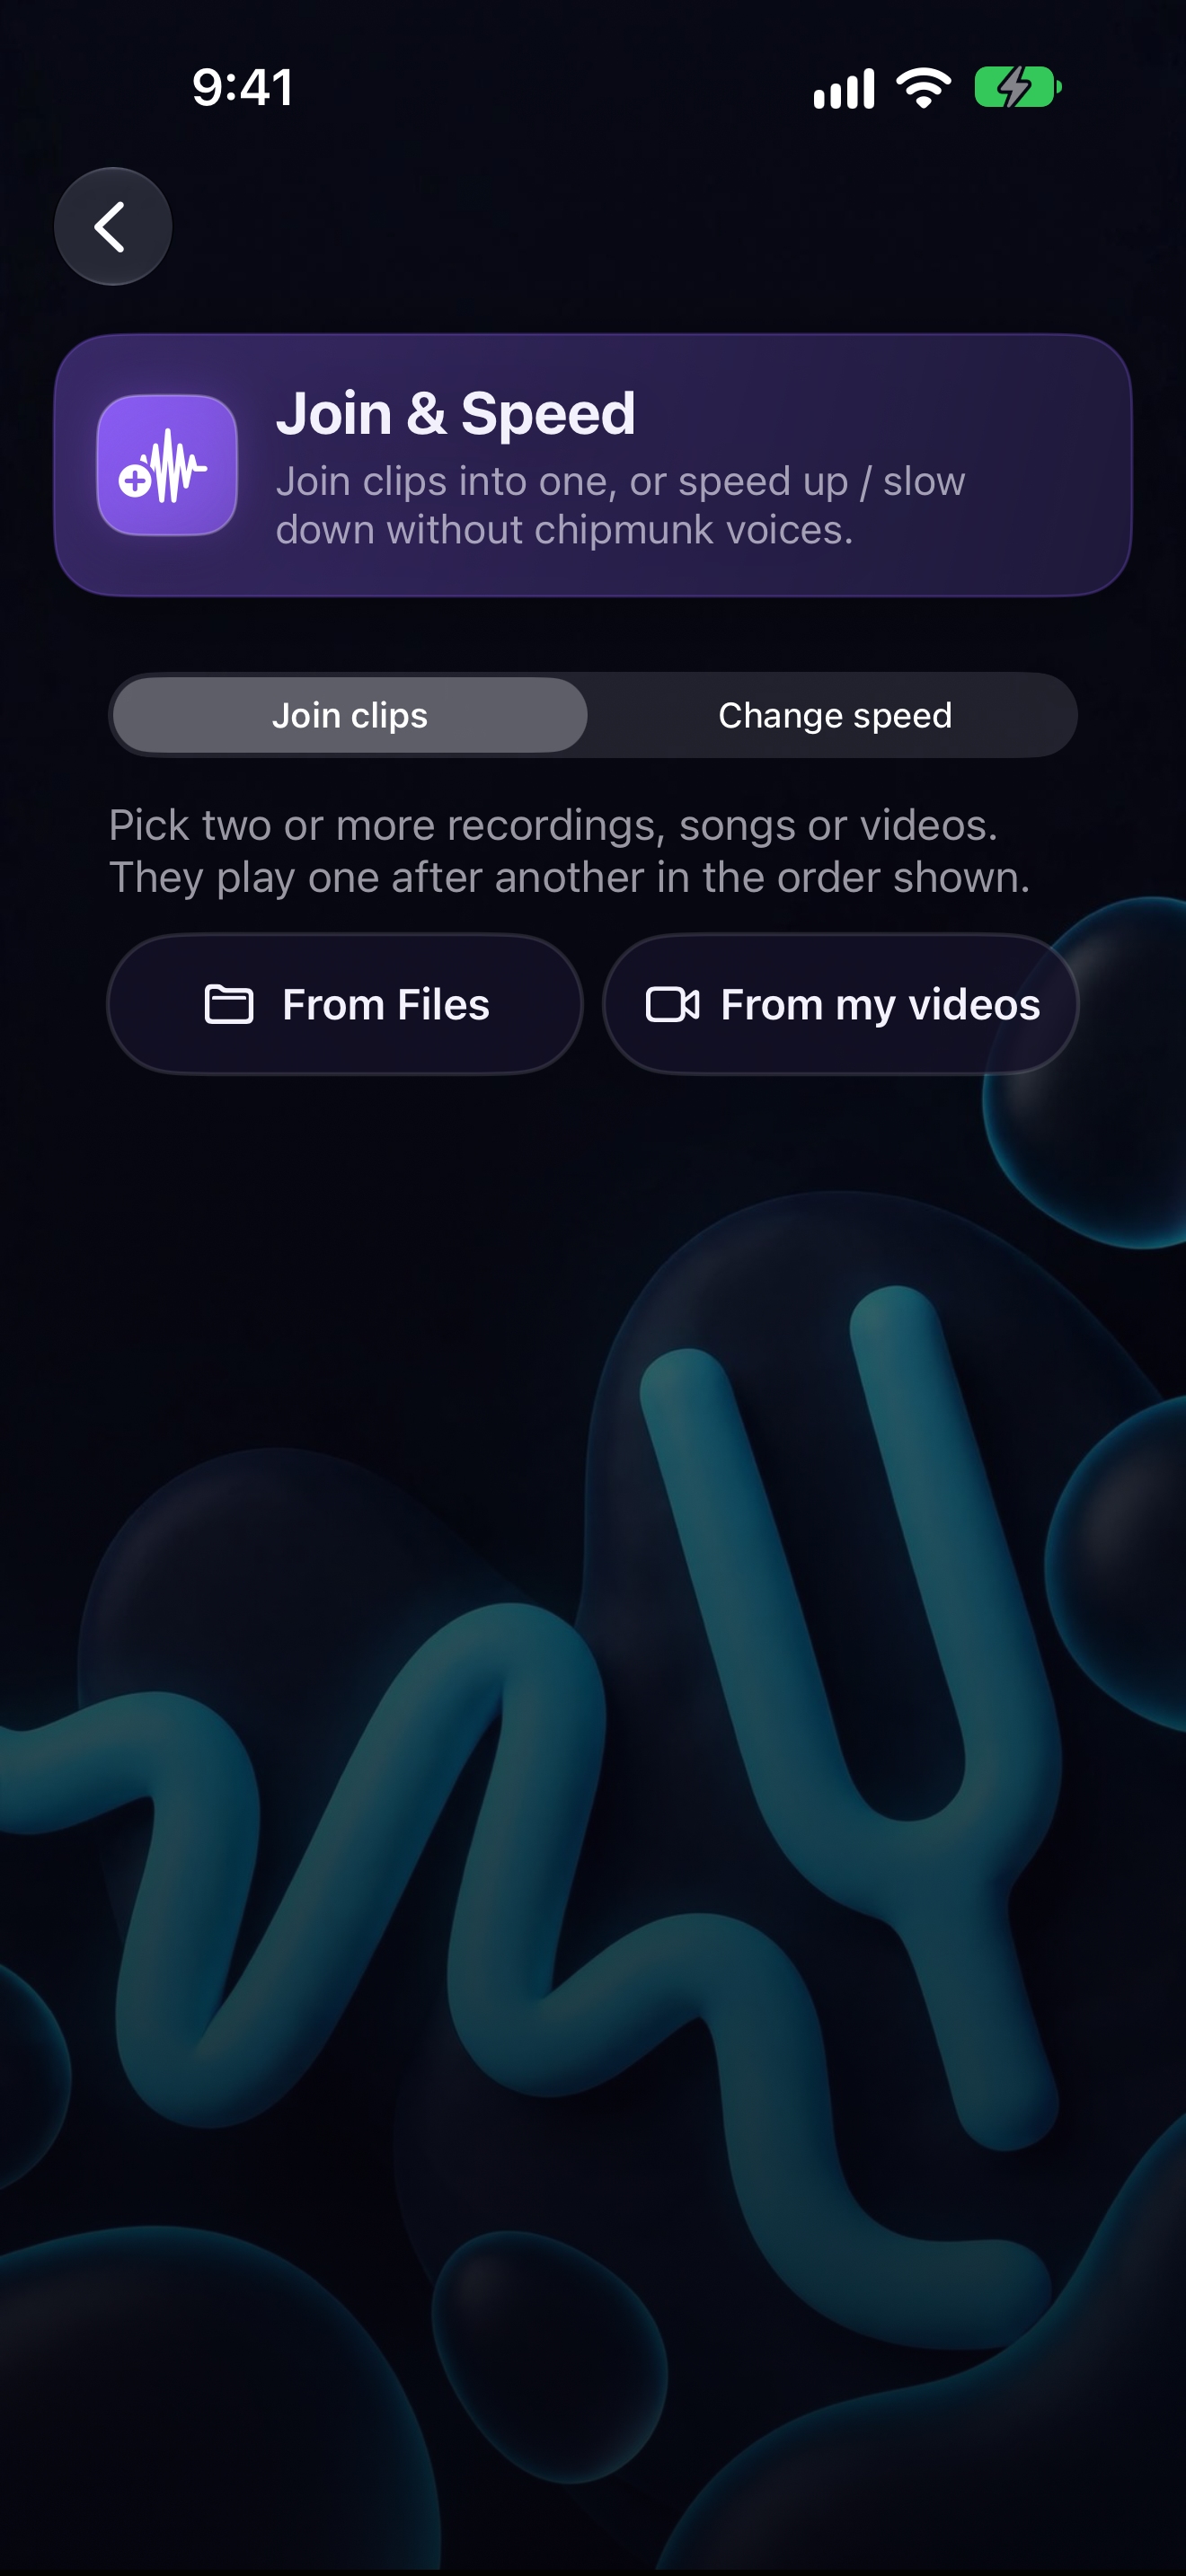 9:41
Join & Speed
Join clips into one, or speed up / slow
down without chipmunk voices.
Join clips
Change speed
Pick two or more recordings, songs or videos.
They play one after another in the order shown.
From Files
From my videos